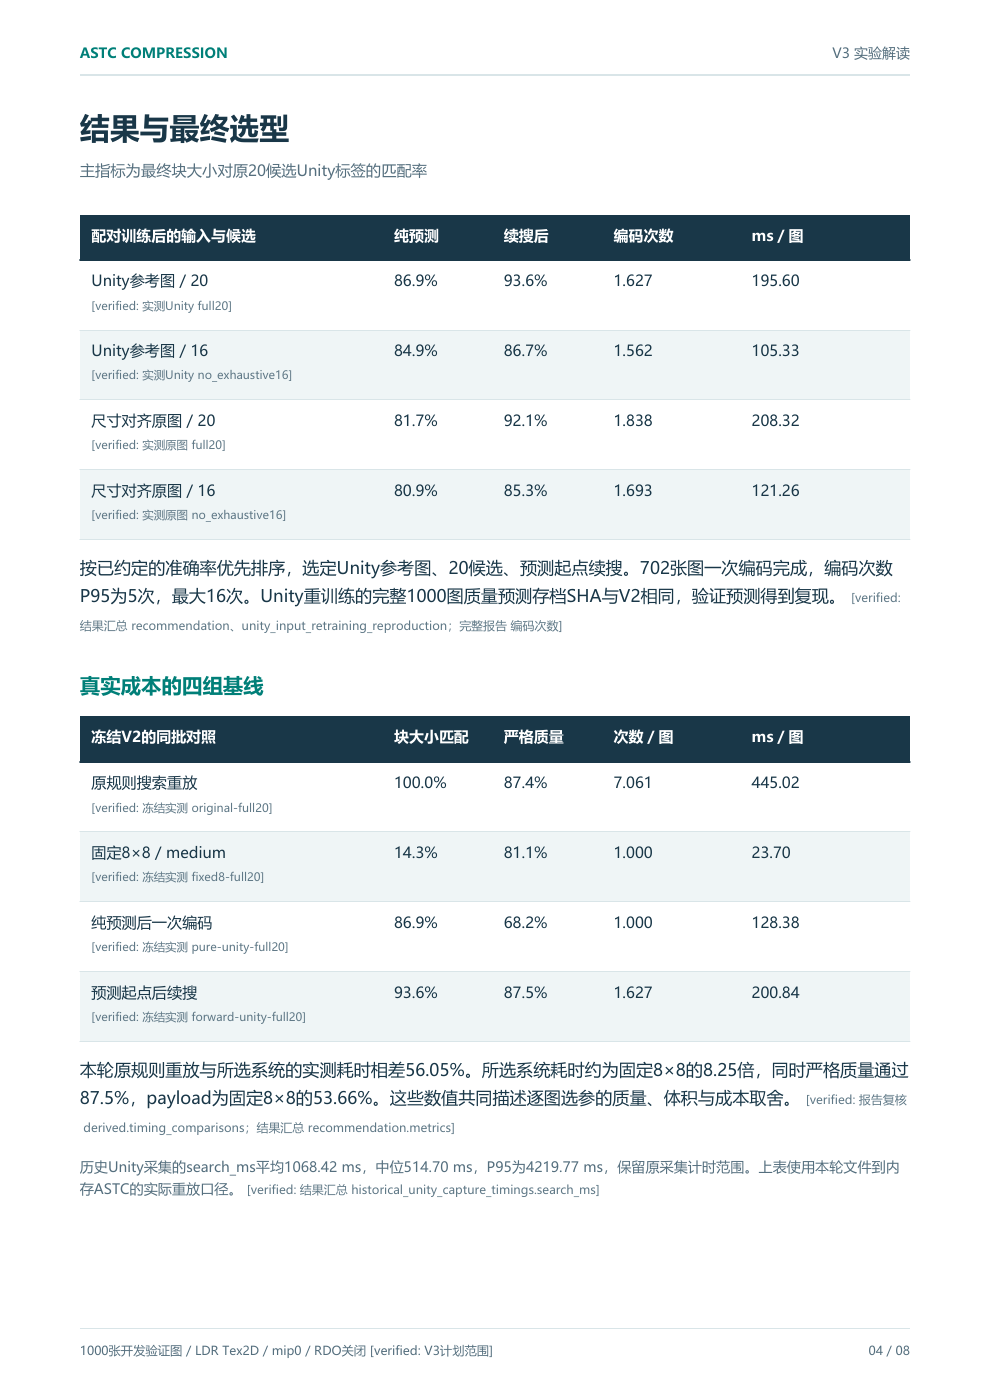 ASTC COMPRESSION
V3 实验解读
结果与最终选型
主指标为最终块大小对原20候选Unity标签的匹配率
配对训练后的输入与候选 纯预测 续搜后 编码次数 ms / 图
Unity参考图 / 20 86.9% 93.6% 1.627 195.60
[verified: 实测Unity full20]
Unity参考图 / 16 84.9% 86.7% 1.562 105.33
[verified: 实测Unity no_exhaustive16]
尺寸对齐原图 / 20 81.7% 92.1% 1.838 208.32
[verified: 实测原图 full20]
尺寸对齐原图 / 16 80.9% 85.3% 1.693 121.26
[verified: 实测原图 no_exhaustive16]
按已约定的准确率优先排序，选定Unity参考图、20候选、预测起点续搜。702张图一次编码完成，编码次数
P95为5次，最大16次。Unity重训练的完整1000图质量预测存档SHA与V2相同，验证预测得到复现。 [verified:
结果汇总 recommendation、unity_input_retraining_reproduction；完整报告 编码次数]
真实成本的四组基线
冻结V2的同批对照 块大小匹配 严格质量 次数 / 图 ms / 图
原规则搜索重放 100.0% 87.4% 7.061 445.02
[verified: 冻结实测 original-full20]
固定8×8 / medium 14.3% 81.1% 1.000 23.70
[verified: 冻结实测 fixed8-full20]
纯预测后一次编码 86.9% 68.2% 1.000 128.38
[verified: 冻结实测 pure-unity-full20]
预测起点后续搜 93.6% 87.5% 1.627 200.84
[verified: 冻结实测 forward-unity-full20]
本轮原规则重放与所选系统的实测耗时相差56.05%。所选系统耗时约为固定8×8的8.25倍，同时严格质量通过
87.5%，payload为固定8×8的53.66%。这些数值共同描述逐图选参的质量、体积与成本取舍。 [verified: 报告复核
derived.timing_comparisons；结果汇总 recommendation.metrics]
历史Unity采集的search_ms平均1068.42 ms，中位514.70 ms，P95为4219.77 ms，保留原采集计时范围。上表使用本轮文件到内
存ASTC的实际重放口径。 [verified: 结果汇总 historical_unity_capture_timings.search_ms]
1000张开发验证图 / LDR Tex2D / mip0 / RDO关闭 [verified: V3计划范围]
04 / 08